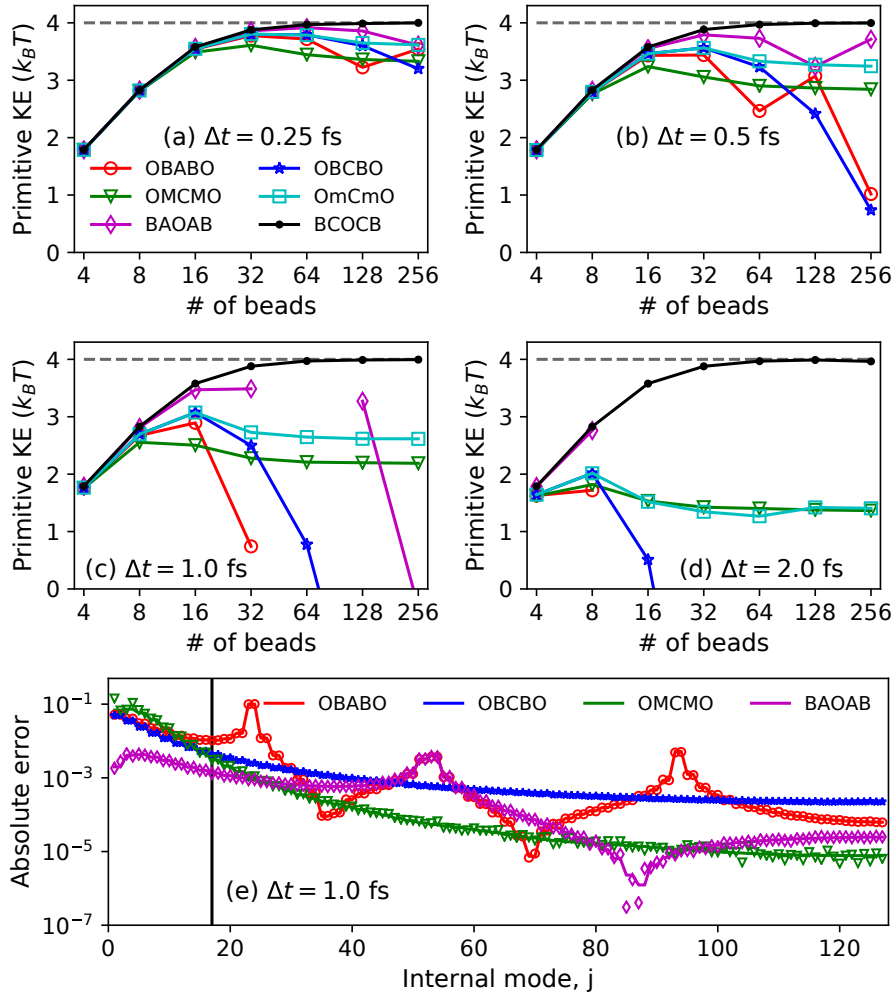 Primitive KE (k_BT)
4
3
2
1
0
(a) Δt = 0.25 fs
OBABO
OBCBO
OMCMO
OmCmO
BAOAB
BCOCB
4 8 16 32 64 128 256
# of beads
Primitive KE (k_BT)
4
3
2
1
0
(b) Δt = 0.5 fs
4 8 16 32 64 128 256
# of beads
Primitive KE (k_BT)
4
3
2
1
0
(c) Δt = 1.0 fs
4 8 16 32 64 128 256
# of beads
Primitive KE (k_BT)
4
3
2
1
0
(d) Δt = 2.0 fs
4 8 16 32 64 128 256
# of beads
Absolute error
10⁻¹
10⁻³
10⁻⁵
10⁻⁷
OBABO OBCBO OMCMO BAOAB
(e) Δt = 1.0 fs
0 20 40 60 80 100 120
Internal mode, j